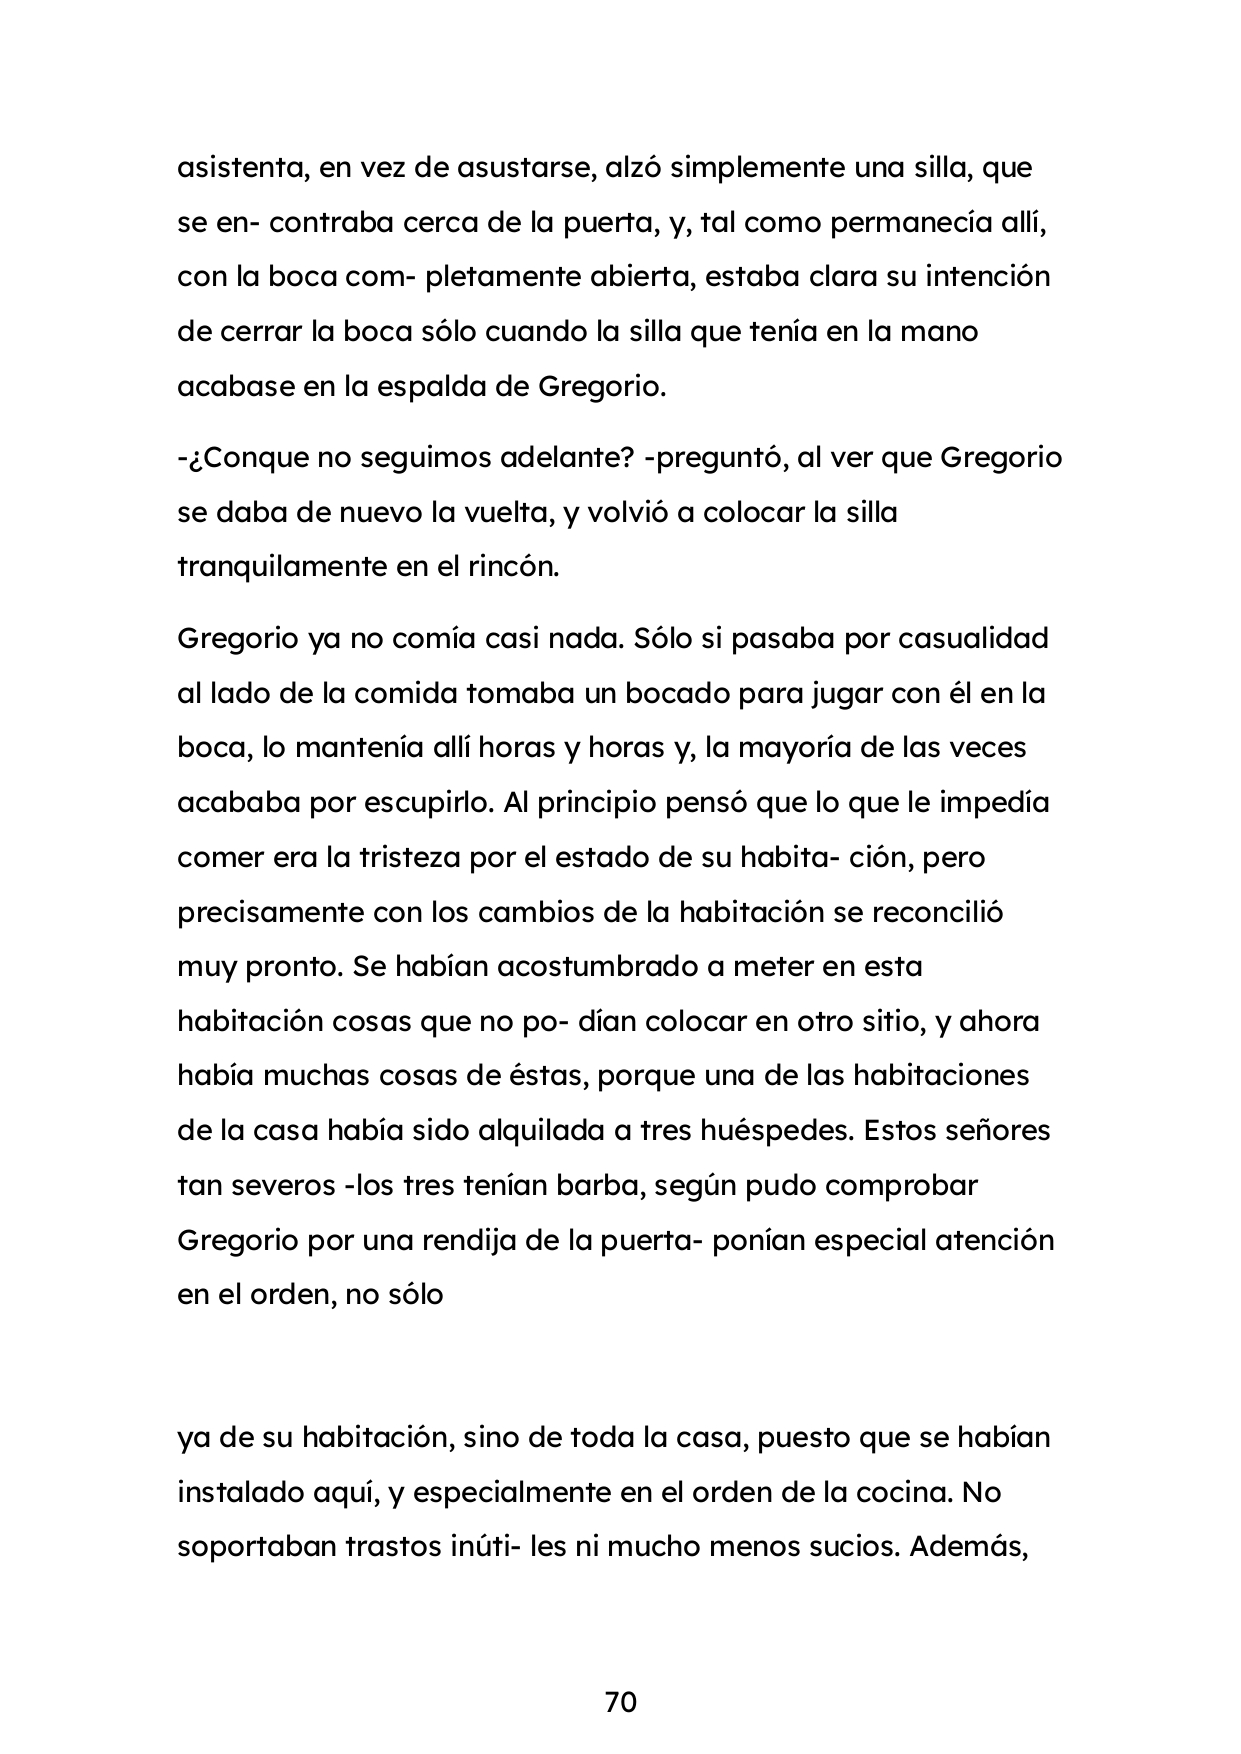 asistenta, en vez de asustarse, alzó simplemente una silla, que
se en- contraba cerca de la puerta, y, tal como permanecía allí,
con la boca com- pletamente abierta, estaba clara su intención
de cerrar la boca sólo cuando la silla que tenía en la mano
acabase en la espalda de Gregorio.
-¿Conque no seguimos adelante? -preguntó, al ver que Gregorio
se daba de nuevo la vuelta, y volvió a colocar la silla
tranquilamente en el rincón.
Gregorio ya no comía casi nada. Sólo si pasaba por casualidad
al lado de la comida tomaba un bocado para jugar con él en la
boca, lo mantenía allí horas y horas y, la mayoría de las veces
acababa por escupirlo. Al principio pensó que lo que le impedía
comer era la tristeza por el estado de su habita- ción, pero
precisamente con los cambios de la habitación se reconcilió
muy pronto. Se habían acostumbrado a meter en esta
habitación cosas que no po- dían colocar en otro sitio, y ahora
había muchas cosas de éstas, porque una de las habitaciones
de la casa había sido alquilada a tres huéspedes. Estos señores
tan severos -los tres tenían barba, según pudo comprobar
Gregorio por una rendija de la puerta- ponían especial atención
en el orden, no sólo
ya de su habitación, sino de toda la casa, puesto que se habían
instalado aquí, y especialmente en el orden de la cocina. No
soportaban trastos inúti- les ni mucho menos sucios. Además,
70